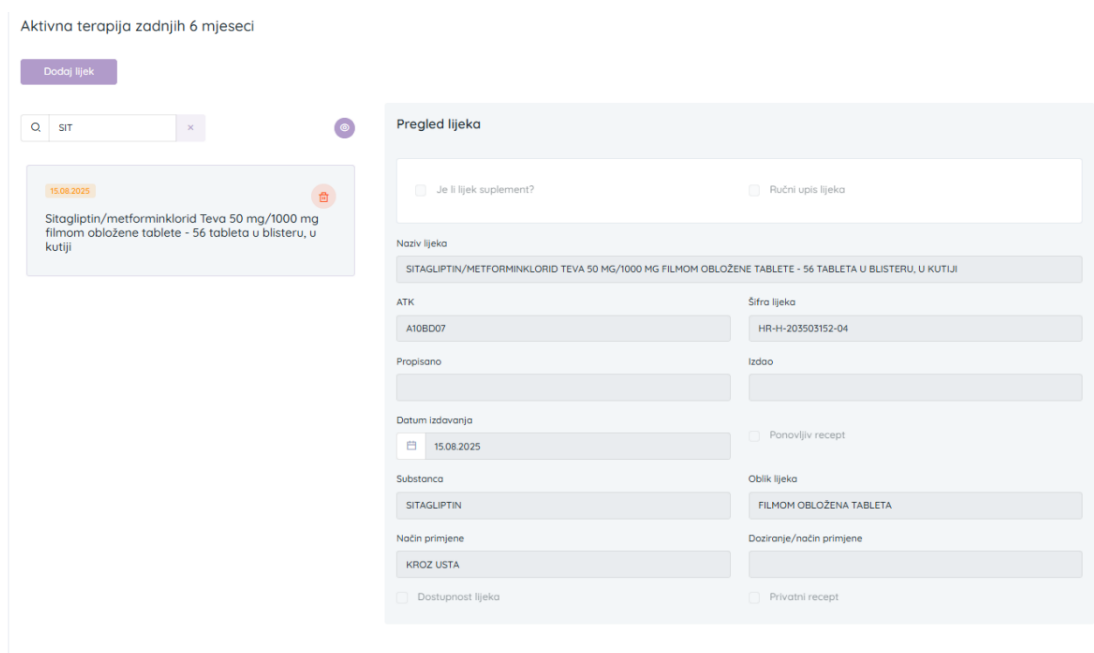 Aktivna terapija zadnjih 6 mjeseci
Dodaj lijek
SIT
×
15.08.2025
Sitagliptin/metforminklorid Teva 50 mg/1000 mg
filmom obložene tablete - 56 tableta u blisteru, u
kutiji
Pregled lijeka
Je li lijek suplement?
Ručni upis lijeka
Naziv lijeka
SITAGLIPTIN/METFORMINKLORID TEVA 50 MG/1000 MG FILMOM OBLOŽENE TABLETE - 56 TABLETA U BLISTERU, U KUTIJI
ATK
Šifra lijeka
A10BD07
HR-H-203503152-04
Propisano
Izdao
Datum izdavanja
15.08.2025
Ponovljiv recept
Substanca
Oblik lijeka
SITAGLIPTIN
FILMOM OBLOŽENA TABLETA
Način primjene
Doziranje/način primjene
KROZ USTA
Dostupnost lijeka
Privatni recept